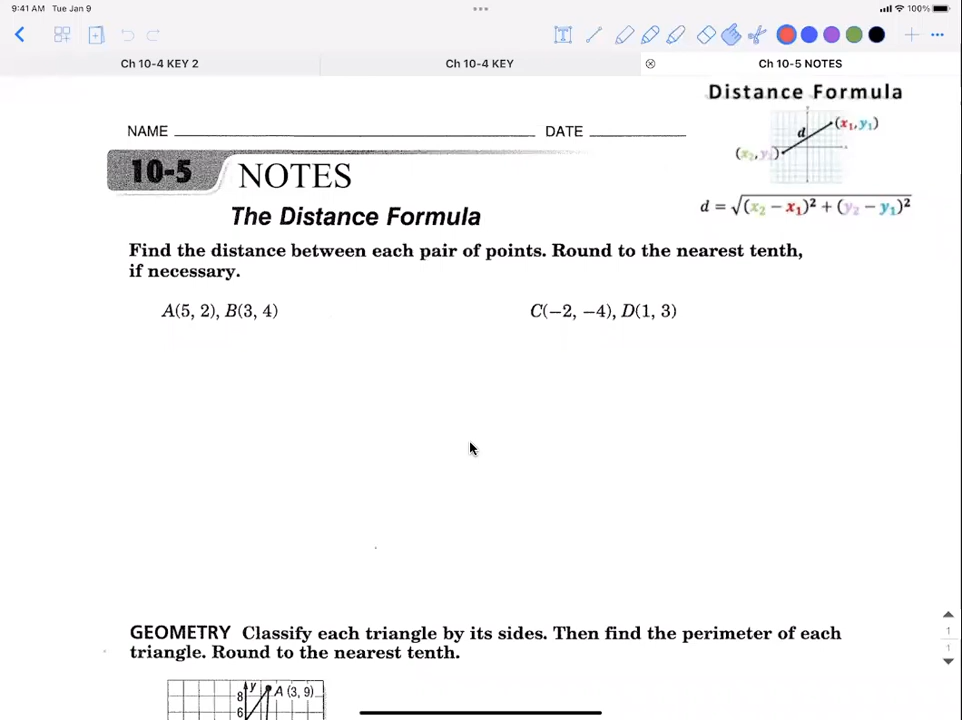 9:41 AM Tue Jan 9
100%
Ch 10-4 KEY 2
Ch 10-4 KEY
Ch 10-5 NOTES
Distance Formula
NAME ____ DATE ____
d
(x₁, y₁)
(x₂, y₂)
10-5 NOTES
d = √(x₂ − x₁)² + (y₂ − y₁)²
The Distance Formula
Find the distance between each pair of points. Round to the nearest tenth,
if necessary.
A(5, 2), B(3, 4)
C(−2, −4), D(1, 3)
GEOMETRY Classify each triangle by its sides. Then find the perimeter of each
triangle. Round to the nearest tenth.
1
1
8
y
A (3, 9)
6